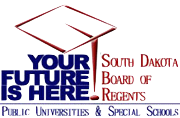 YOUR
FUTURE
IS HERE!
SOUTH DAKOTA
BOARD OF
REGENTS
PUBLIC UNIVERSITIES & SPECIAL SCHOOLS